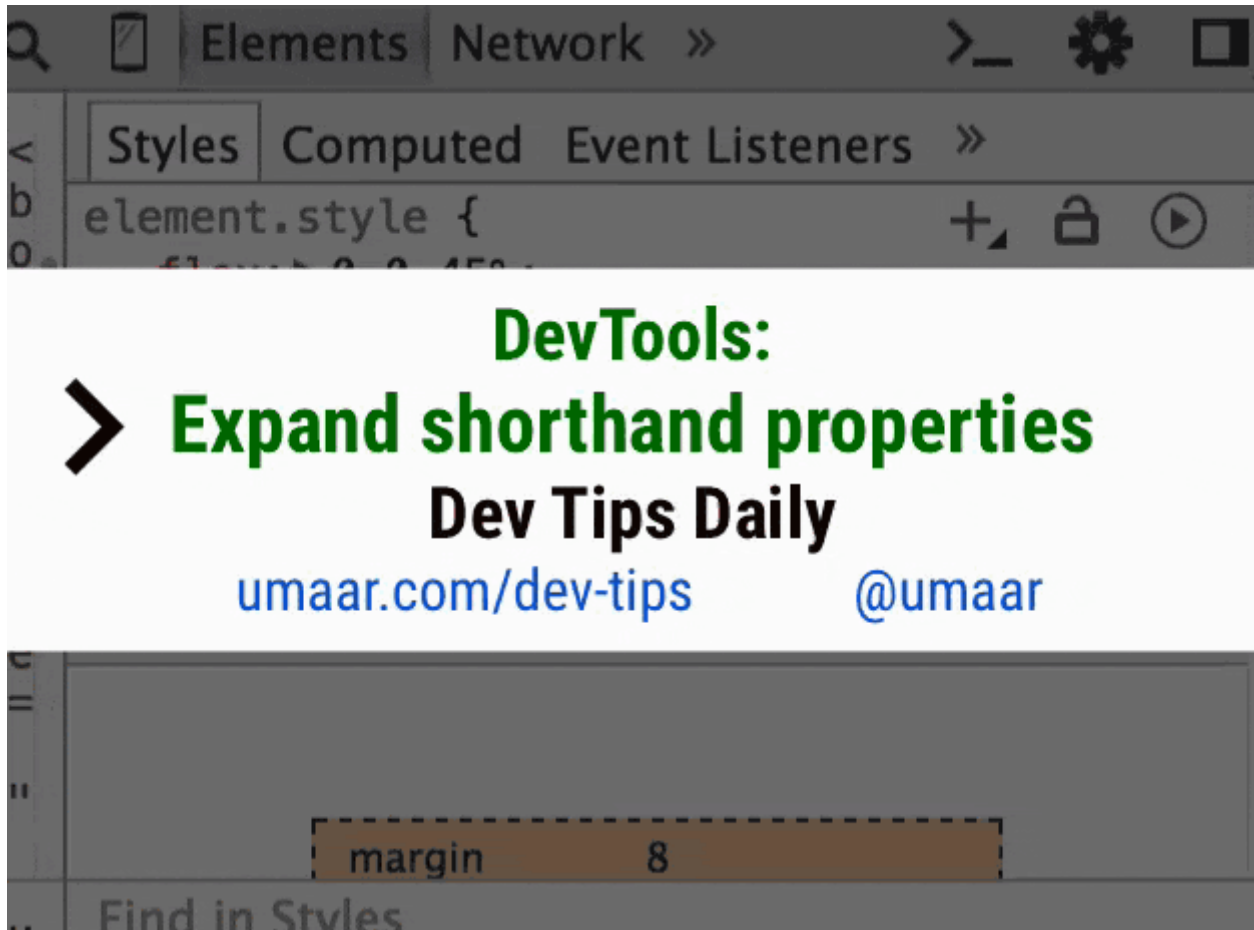 Elements Network »
Styles Computed Event Listeners »
element.style {
DevTools:
Expand shorthand properties
Dev Tips Daily
umaar.com/dev-tips @umaar
margin 8
Find in Styles